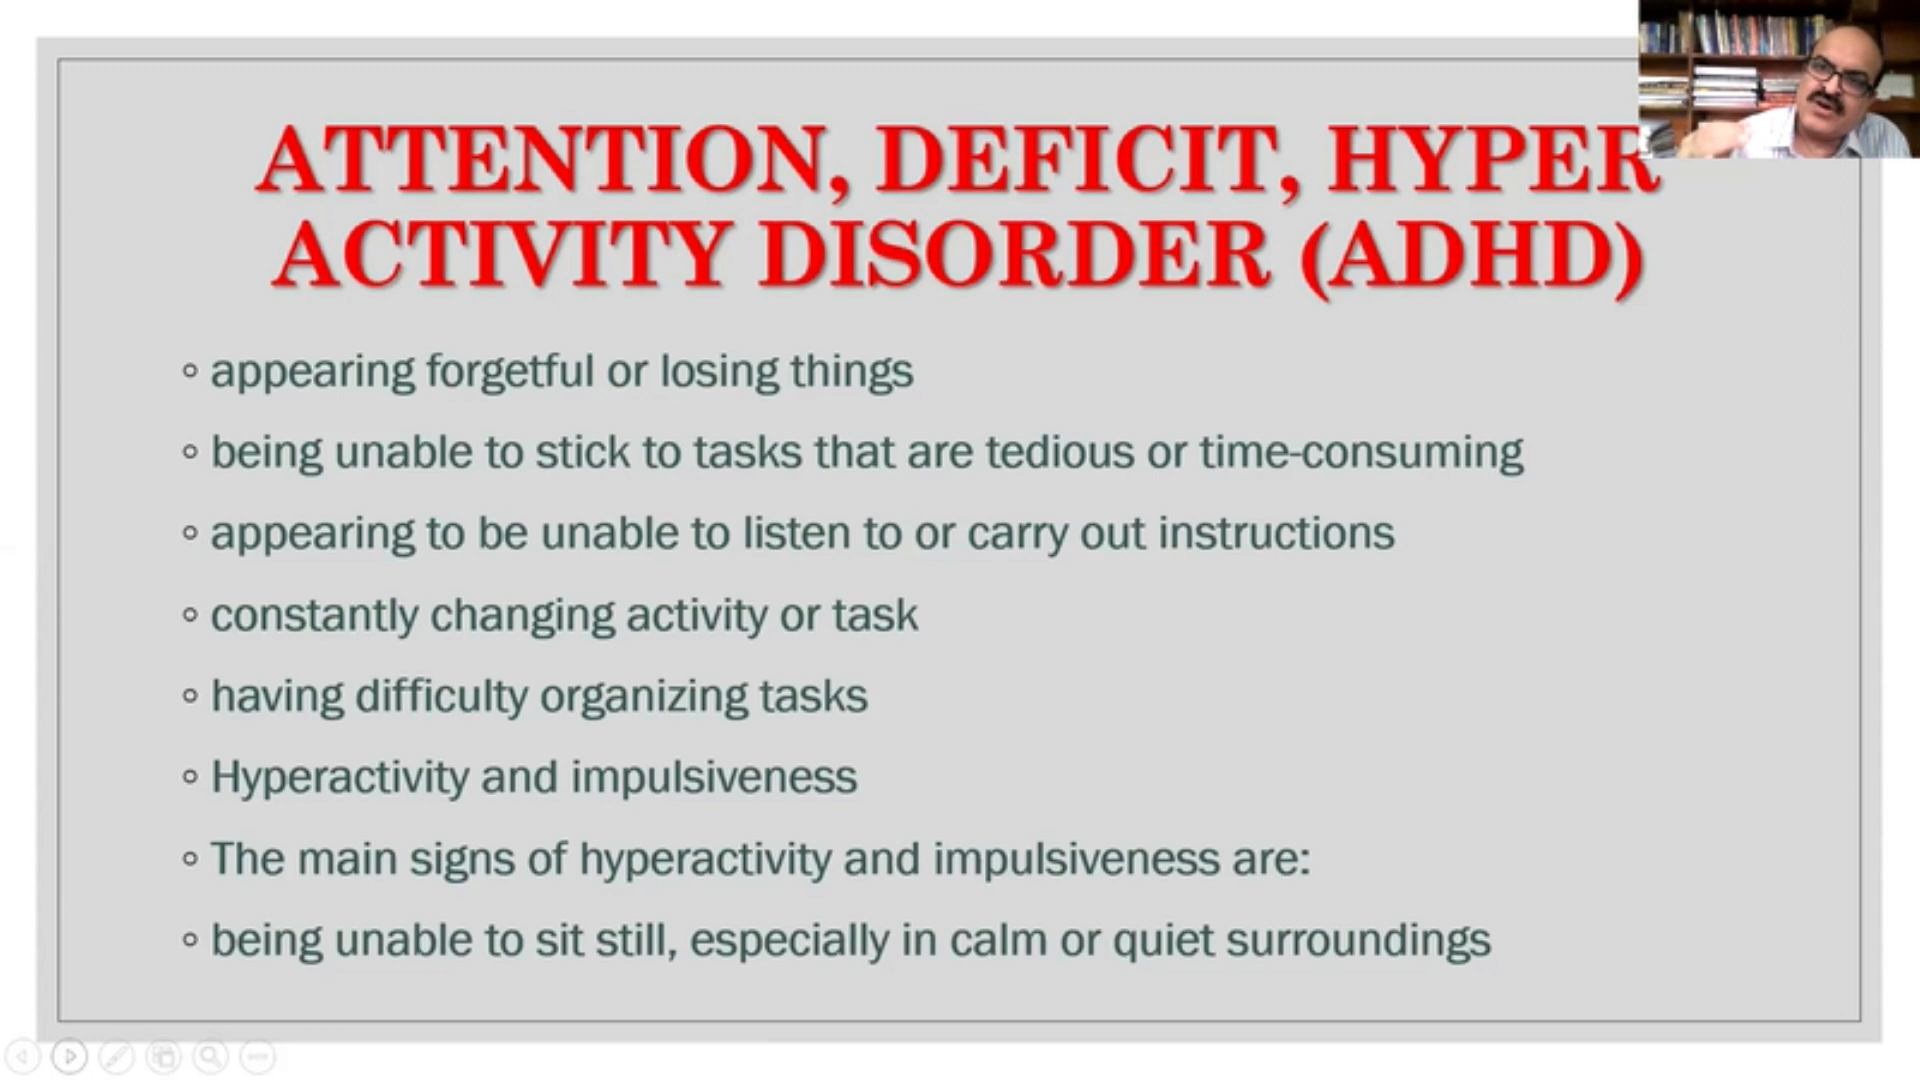 ATTENTION, DEFICIT, HYPER
ACTIVITY DISORDER (ADHD)
◦ appearing forgetful or losing things
◦ being unable to stick to tasks that are tedious or time-consuming
◦ appearing to be unable to listen to or carry out instructions
◦ constantly changing activity or task
◦ having difficulty organizing tasks
◦ Hyperactivity and impulsiveness
◦ The main signs of hyperactivity and impulsiveness are:
◦ being unable to sit still, especially in calm or quiet surroundings